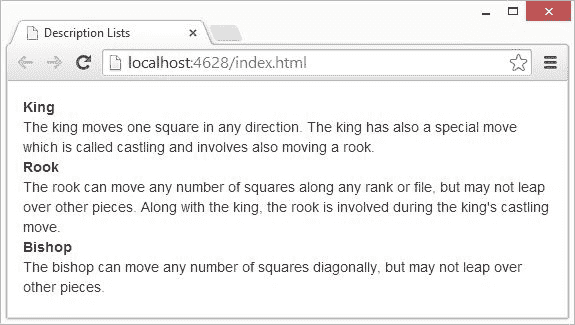 Description Lists
localhost:4628/index.html
King
The king moves one square in any direction. The king has also a special move
which is called castling and involves also moving a rook.
Rook
The rook can move any number of squares along any rank or file, but may not leap
over other pieces. Along with the king, the rook is involved during the king's castling
move.
Bishop
The bishop can move any number of squares diagonally, but may not leap over
other pieces.